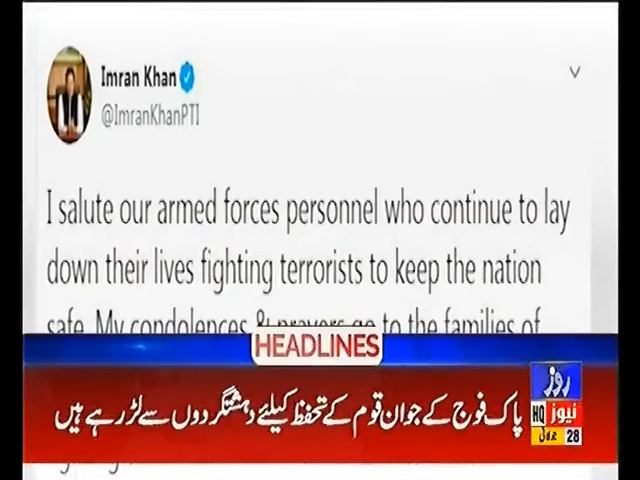 Imran Khan
@ImranKhanPTI
I salute our armed forces personnel who continue to lay
down their lives fighting terrorists to keep the nation
safe. My condolences & prayers go to the families of
HEADLINES
پاک فوج کے جوان قوم کے تحفظ کیلئے دہشتگردوں سے لڑ رہے ہیں
روز
HQ نیوز
28 جولائی